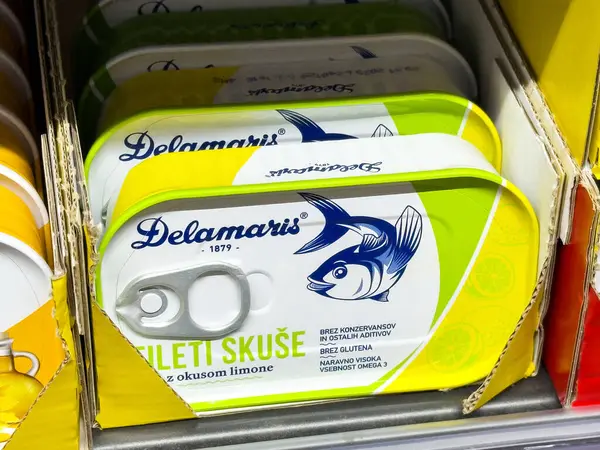 Delamaris
Delamaris
Delamaris®
- 1879 -
FILETI SKUŠE
z okusom limone
BREZ KONZERVANSOV
IN OSTALIH ADITIVOV
BREZ GLUTENA
NARAVNO VISOKA
VSEBNOST OMEGA 3